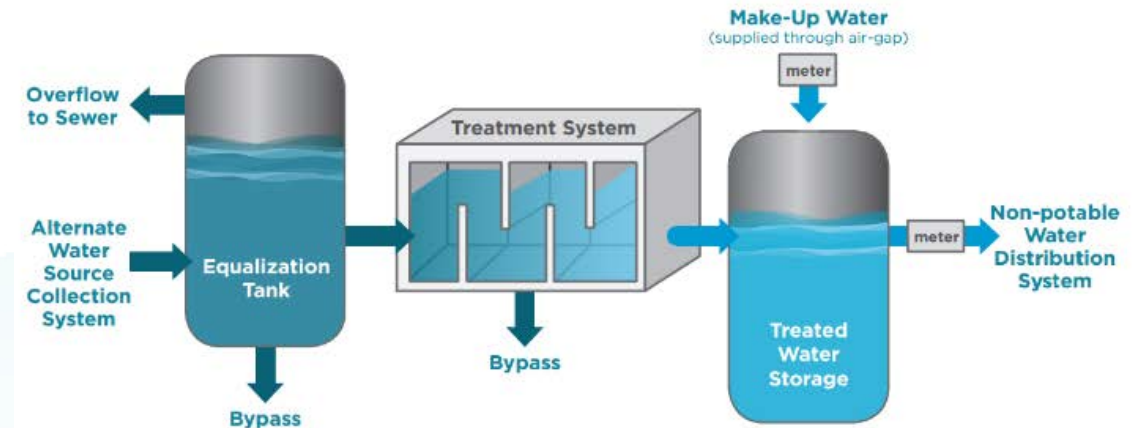 Make-Up Water
(supplied through air-gap)
meter
Overflow
to Sewer
Treatment System
Alternate
Water
Source
Collection
System
Equalization
Tank
Non-potable
Water
Distribution
System
meter
Treated
Water
Storage
Bypass
Bypass